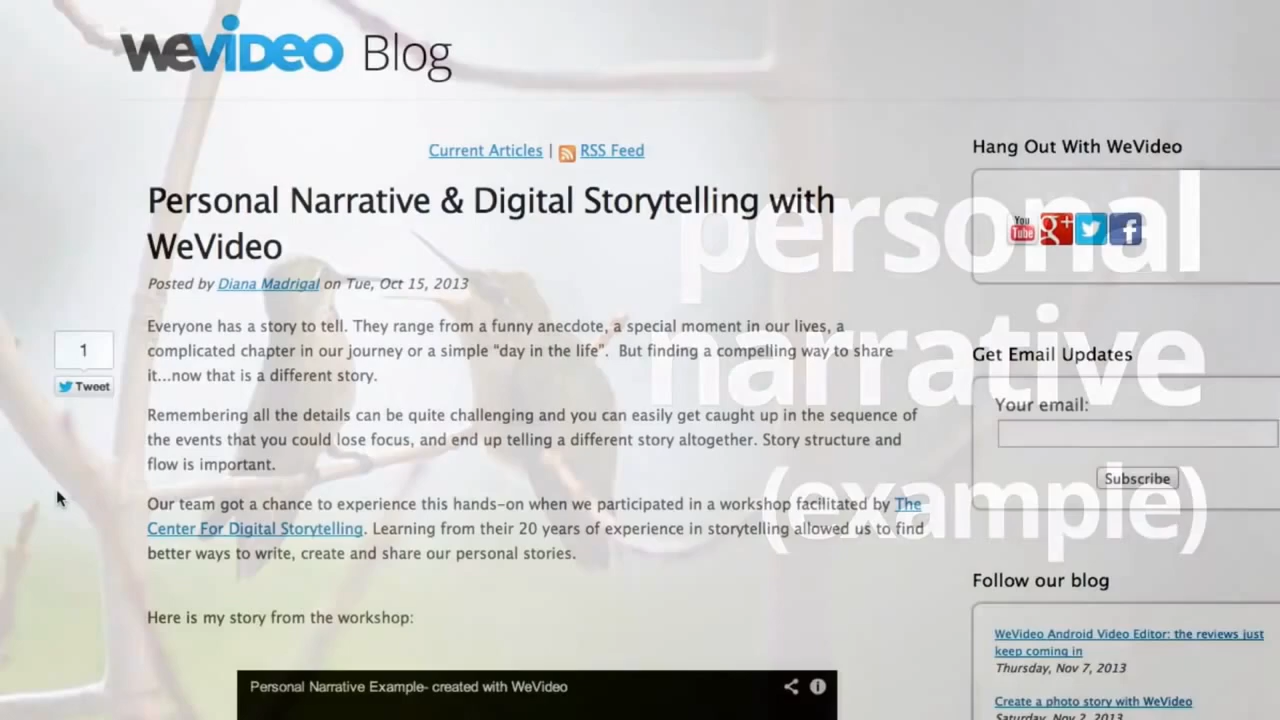 wevideo Blog
Current Articles | RSS Feed
Personal Narrative & Digital Storytelling with
WeVideo
Posted by Diana Madrigal on Tue, Oct 15, 2013
Everyone has a story to tell. They range from a funny anecdote, a special moment in our lives, a
complicated chapter in our journey or a simple “day in the life”. But finding a compelling way to share
it...now that is a different story.
Remembering all the details can be quite challenging and you can easily get caught up in the sequence of
the events that you could lose focus, and end up telling a different story altogether. Story structure and
flow is important.
Our team got a chance to experience this hands-on when we participated in a workshop facilitated by The
Center For Digital Storytelling. Learning from their 20 years of experience in storytelling allowed us to find
better ways to write, create and share our personal stories.
Here is my story from the workshop:
Personal Narrative Example- created with WeVideo
1
Tweet
personal
narrative
(example)
Hang Out With WeVideo
You
Tube
g+
f
Get Email Updates
Your email:
Subscribe
Follow our blog
WeVideo Android Video Editor: the reviews just
keep coming in
Thursday, Nov 7, 2013
Create a photo story with WeVideo
Saturday, Nov 2, 2013